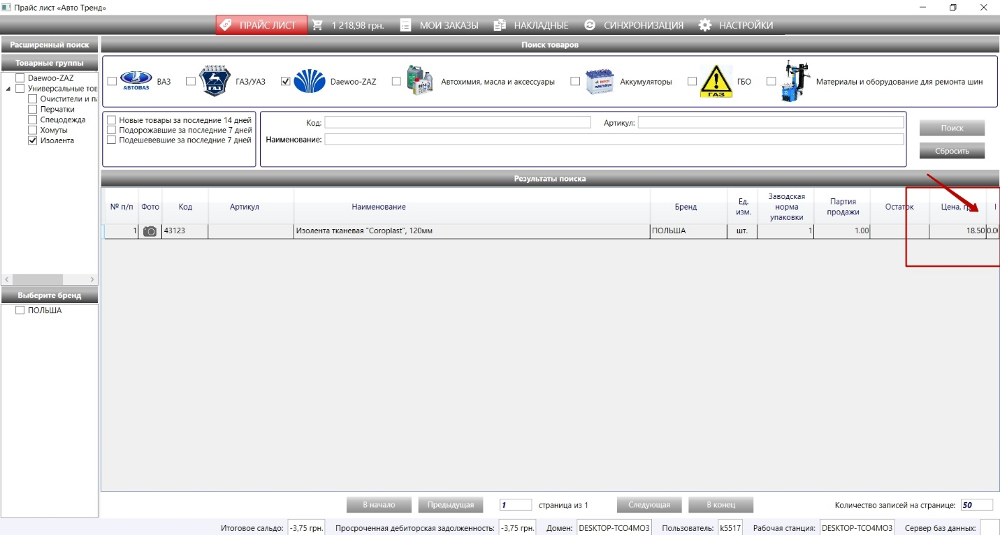 Прайс лист «Авто Тренд»
ПРАЙС ЛИСТ
1 218,98 грн.
МОИ ЗАКАЗЫ
НАКЛАДНЫЕ
СИНХРОНИЗАЦИЯ
НАСТРОЙКИ
Расширенный поиск
Поиск товаров
Товарные группы
Daewoo-ZAZ
Универсальные тов
Очистители и па
Перчатки
Спецодежда
Хомуты
Изолента
АВТОВАЗ
ВАЗ
ГАЗ
ГАЗ/УАЗ
Daewoo-ZAZ
Автохимия, масла и аксессуары
Аккумуляторы
ГАЗ
ГБО
Материалы и оборудование для ремонта шин
Новые товары за последние 14 дней
Подорожавшие за последние 7 дней
Подешевевшие за последние 7 дней
Код:
Артикул:
Наименование:
Поиск
Сбросить
Результаты поиска
№ п/п
Фото
Код
Артикул
Наименование
Бренд
Ед.
изм.
Заводская
норма
упаковки
Партия
продажи
Остаток
Цена,
1
43123
Изолента тканевая "Coroplast", 120мм
ПОЛЬША
шт.
1
1.00
18.50
0.00
Выберите бренд
ПОЛЬША
В начало
Предыдущая
1
страница из 1
Следующая
В конец
Количество записей на странице: 50
Итоговое сальдо: -3,75 грн. Просроченная дебиторская задолженность: -3,75 грн. Домен: DESKTOP-TCO4MO3 Пользователь: k5517 Рабочая станция: DESKTOP-TCO4MO3 Сервер баз данных: